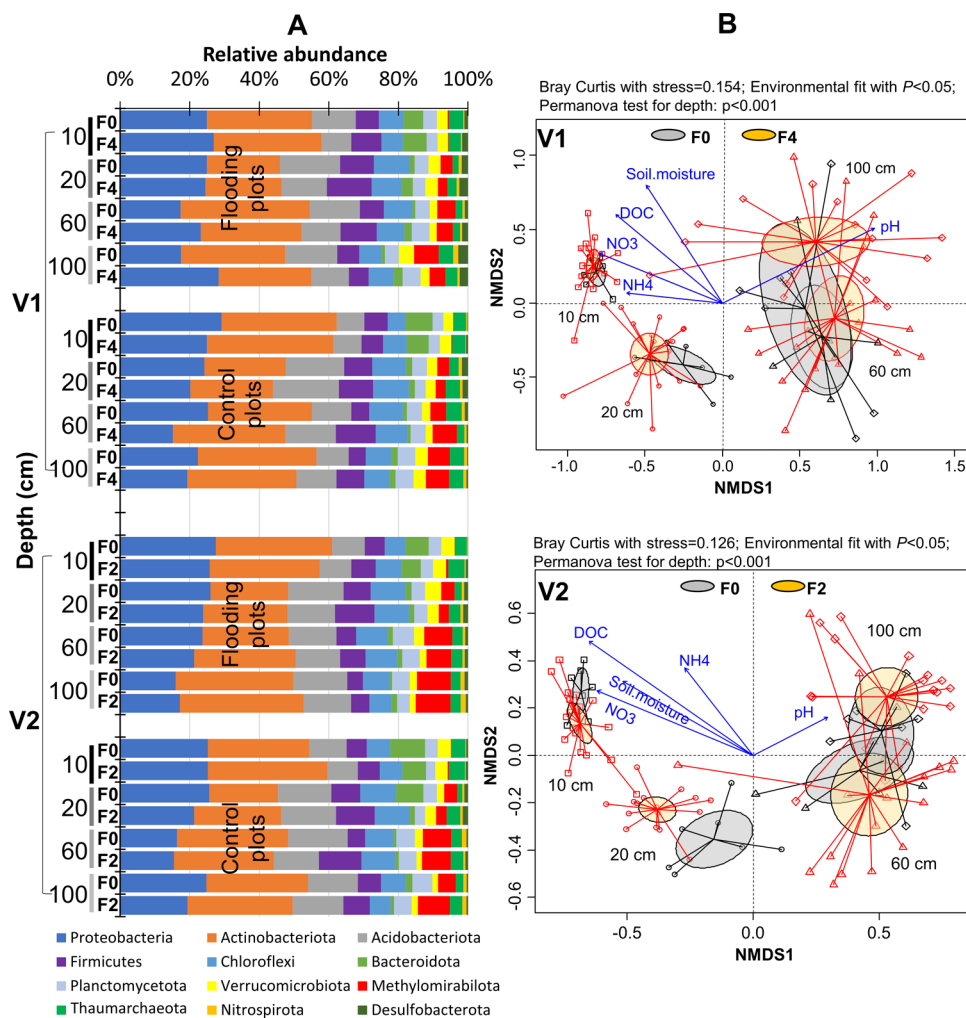 A
Relative abundance
0% 20% 40% 60% 80% 100%
Depth (cm)
V1
10 F0
F4
20 F0
F4
60 F0
F4
100 F0
F4
Flooding plots
10 F0
F4
20 F0
F4
60 F0
F4
100 F0
F4
Control plots
V2
10 F0
F2
20 F0
F2
60 F0
F2
100 F0
F2
Flooding plots
10 F0
F2
20 F0
F2
60 F0
F2
100 F0
F2
Control plots
Proteobacteria Actinobacteriota Acidobacteriota
Firmicutes Chloroflexi Bacteroidota
Planctomycetota Verrucomicrobiota Methylomirabilota
Thaumarchaeota Nitrospirota Desulfobacterota
B
Bray Curtis with stress=0.154; Environmental fit with P<0.05;
Permanova test for depth: p<0.001
V1 F0 F4
NMDS2
1.0
0.5
0.0
-0.5
100 cm
Soil.moisture
DOC
pH
NO3
NH4
10 cm
60 cm
20 cm
-1.0 -0.5 0.0 0.5 1.0 1.5
NMDS1
Bray Curtis with stress=0.126; Environmental fit with P<0.05;
Permanova test for depth: p<0.001
V2 F0 F2
NMDS2
0.6
0.4
0.2
0.0
-0.2
-0.4
-0.6
DOC
100 cm
NH4
Soil.moisture
NO3
pH
10 cm
20 cm
60 cm
-0.5 0.0 0.5
NMDS1